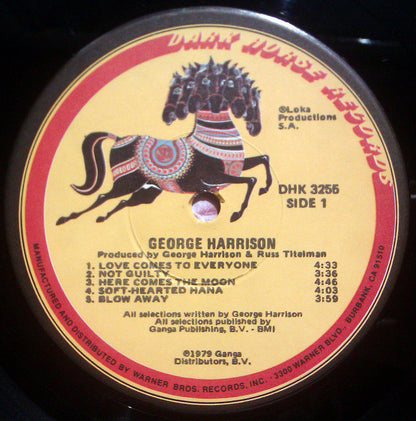 DARK HORSE RECORDS
℗Loka
Productions
S.A.
DHK 3255
SIDE 1
GEORGE HARRISON
Produced by George Harrison & Russ Titelman
1. LOVE COMES TO EVERYONE 4:33
2. NOT GUILTY 3:36
3. HERE COMES THE MOON 4:46
4. SOFT-HEARTED HANA 4:03
5. BLOW AWAY 3:59
All selections written by George Harrison
All selections published by
Ganga Publishing, B.V. - BMI
℗1979 Ganga
Distributors, B.V.
MANUFACTURED AND DISTRIBUTED BY WARNER BROS. RECORDS, INC. - 3300 WARNER BLVD., BURBANK, CA 91510